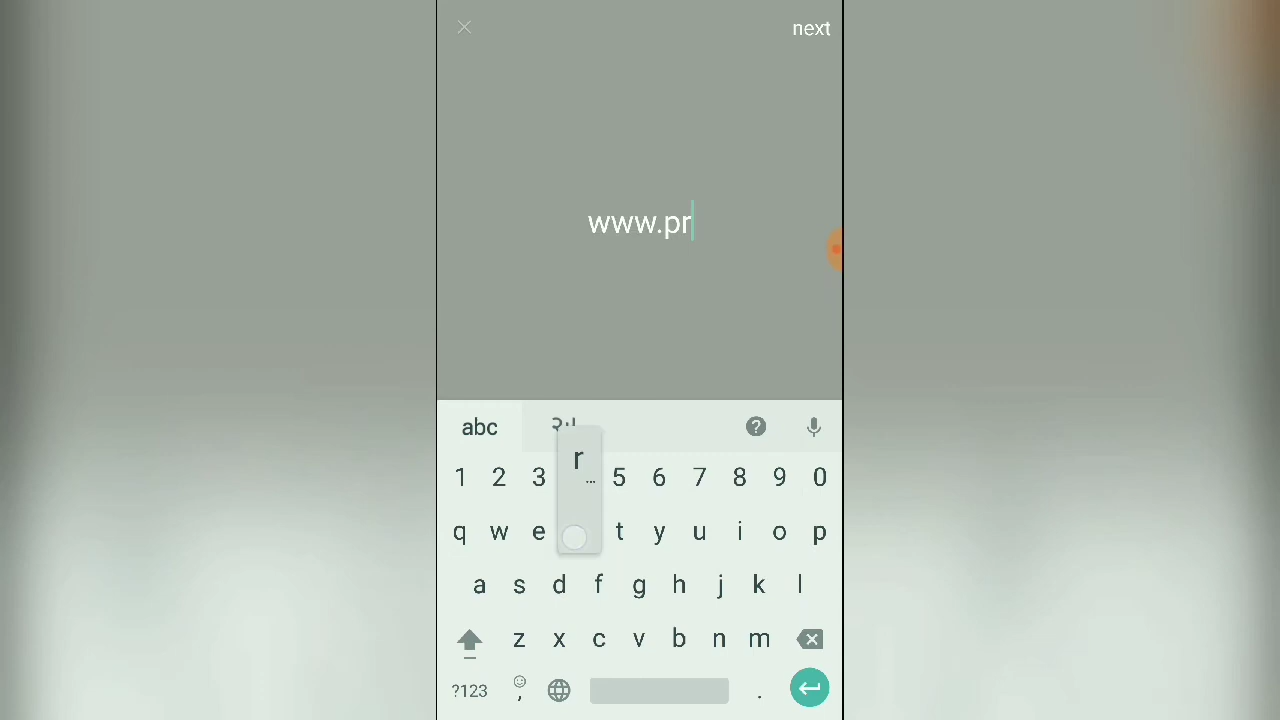 next
www.pr
abc
r
...
1 2 3 5 6 7 8 9 0
q w e t y u i o p
a s d f g h j k l
z x c v b n m
?123 , .